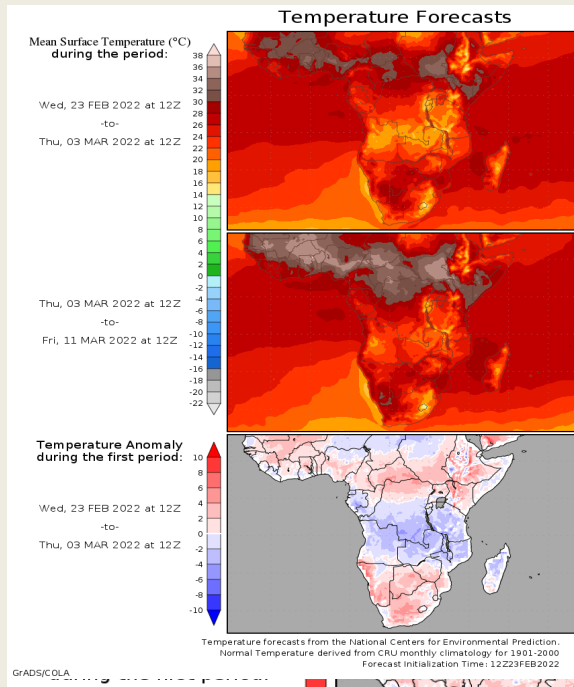 Temperature Forecasts
Mean Surface Temperature (°C)
during the period:
Wed, 23 FEB 2022 at 12Z
-to-
Thu, 03 MAR 2022 at 12Z
38
36
34
32
30
28
26
24
22
20
18
16
14
12
10
8
6
4
2
0
-2
-4
-6
-8
-10
-12
-14
-16
-18
-20
-22
Thu, 03 MAR 2022 at 12Z
-to-
Fri, 11 MAR 2022 at 12Z
Temperature Anomaly
during the first period:
Wed, 23 FEB 2022 at 12Z
-to-
Thu, 03 MAR 2022 at 12Z
10
8
6
4
2
0
-2
-4
-6
-8
-10
Temperature forecasts from the National Centers for Environmental Prediction.
Normal Temperature derived from CRU monthly climatology for 1901-2000
Forecast Initialization Time: 12Z23FEB2022
GrADS/COLA
during the first period: